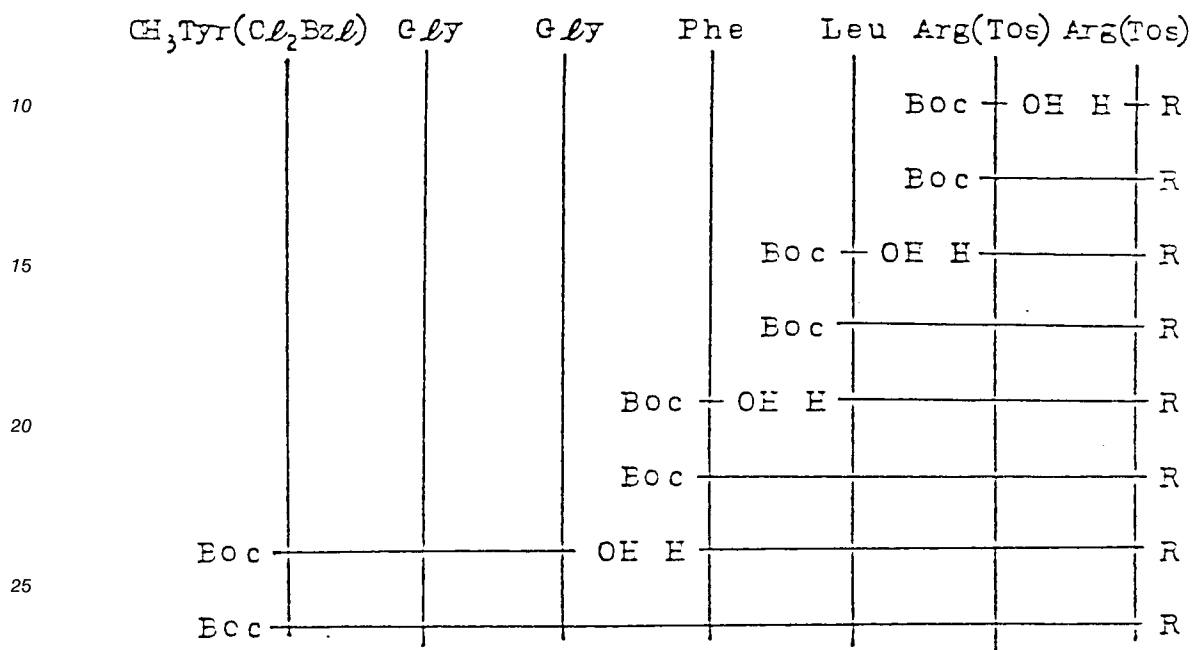 CH₃Tyr(Cℓ₂Bzℓ) Gℓy Gℓy Phe Leu Arg(Tos) Arg(Tos)
10 Boc OH H R
Boc R
15 Boc OH H R
Boc R
20 Boc OH H R
Boc R
Boc OH H R
25
Boc R